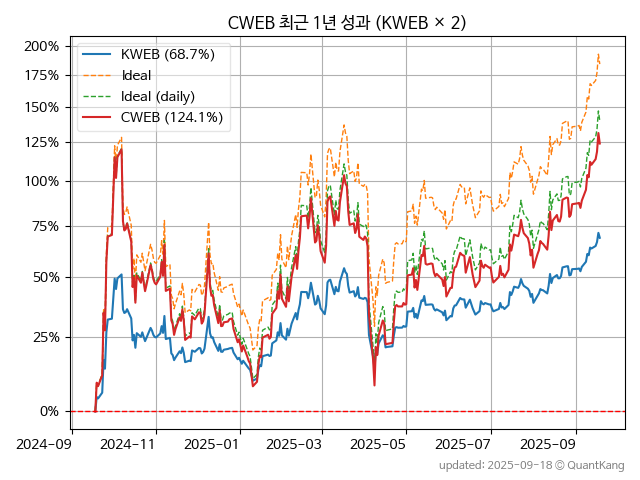 CWEB 최근 1년 성과 (KWEB × 2)
KWEB (68.7%)
Ideal
Ideal (daily)
CWEB (124.1%)
200%
175%
150%
125%
100%
75%
50%
25%
0%
2024-09 2024-11 2025-01 2025-03 2025-05 2025-07 2025-09
updated: 2025-09-18 © QuantKang